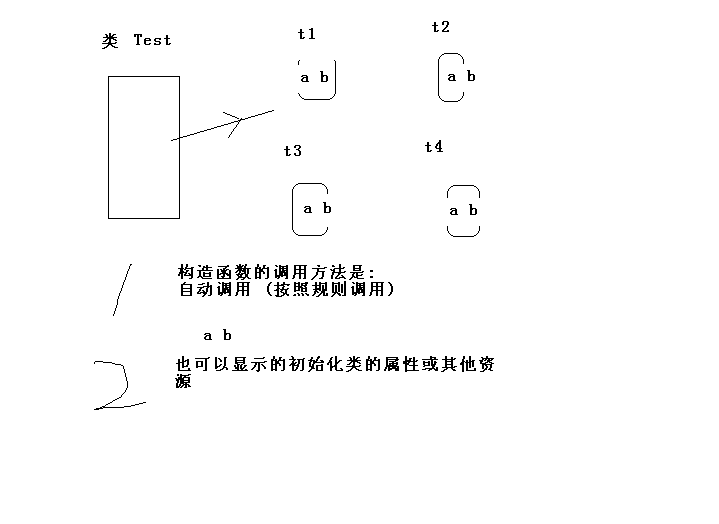 类 Test
t1
t2
a b
a b
t3
t4
a b
a b
1
构造函数的调用方法是:
自动调用 (按照规则调用)
a b
2
也可以显示的初始化类的属性或其他资
源